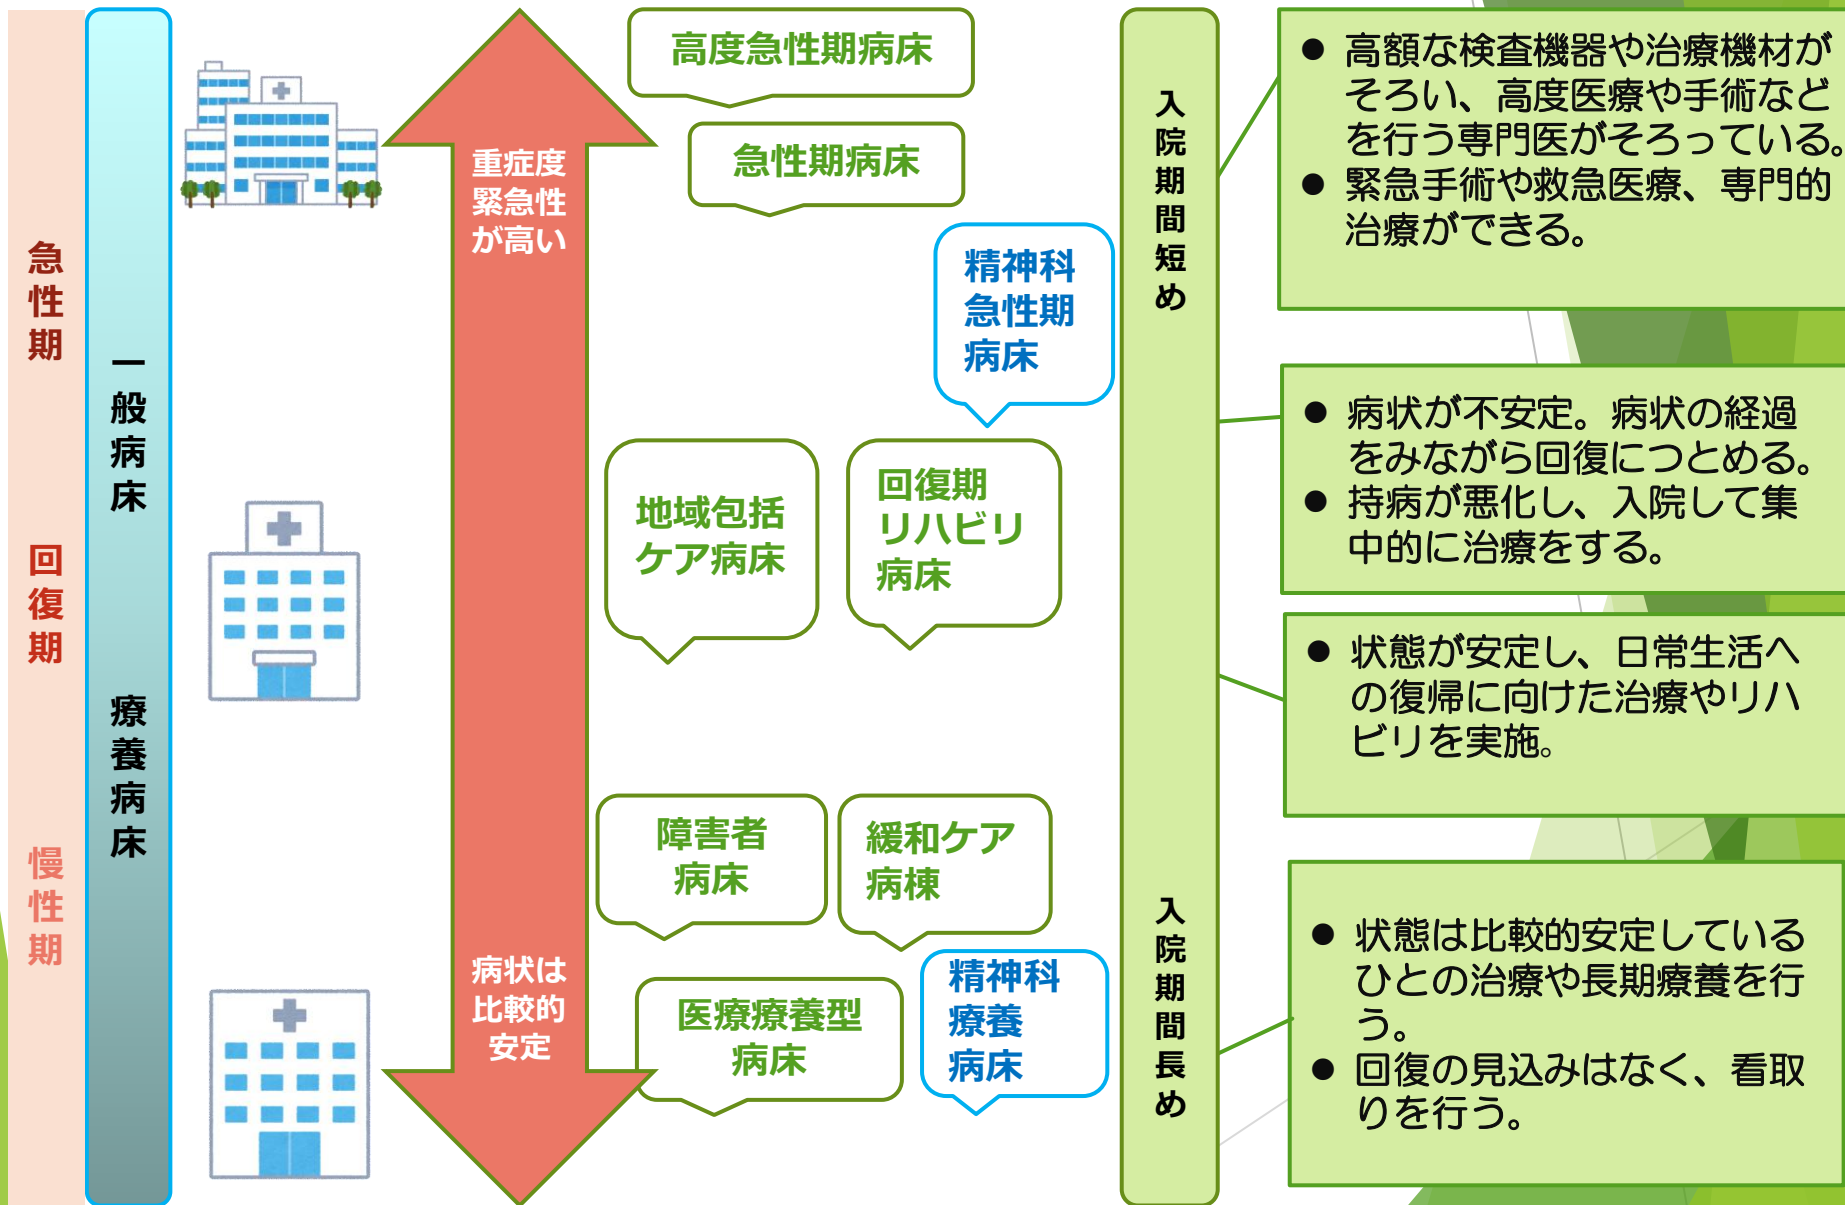 急性期
回復期
慢性期
一般病床
療養病床
重症度
緊急性
が高い
病状は
比較的
安定
高度急性期病床
急性期病床
精神科
急性期
病床
地域包括
ケア病床
回復期
リハビリ
病床
障害者
病床
緩和ケア
病棟
医療療養型
病床
精神科
療養
病床
入院期間短め
入院期間長め
● 高額な検査機器や治療機材が
そろい、高度医療や手術など
を行う専門医がそろっている。
● 緊急手術や救急医療、専門的
治療ができる。
● 病状が不安定。病状の経過
をみながら回復につとめる。
● 持病が悪化し、入院して集
中的に治療をする。
● 状態が安定し、日常生活へ
の復帰に向けた治療やリハ
ビリを実施。
● 状態は比較的安定している
ひとの治療や長期療養を行
う。
● 回復の見込みはなく、看取
りを行う。